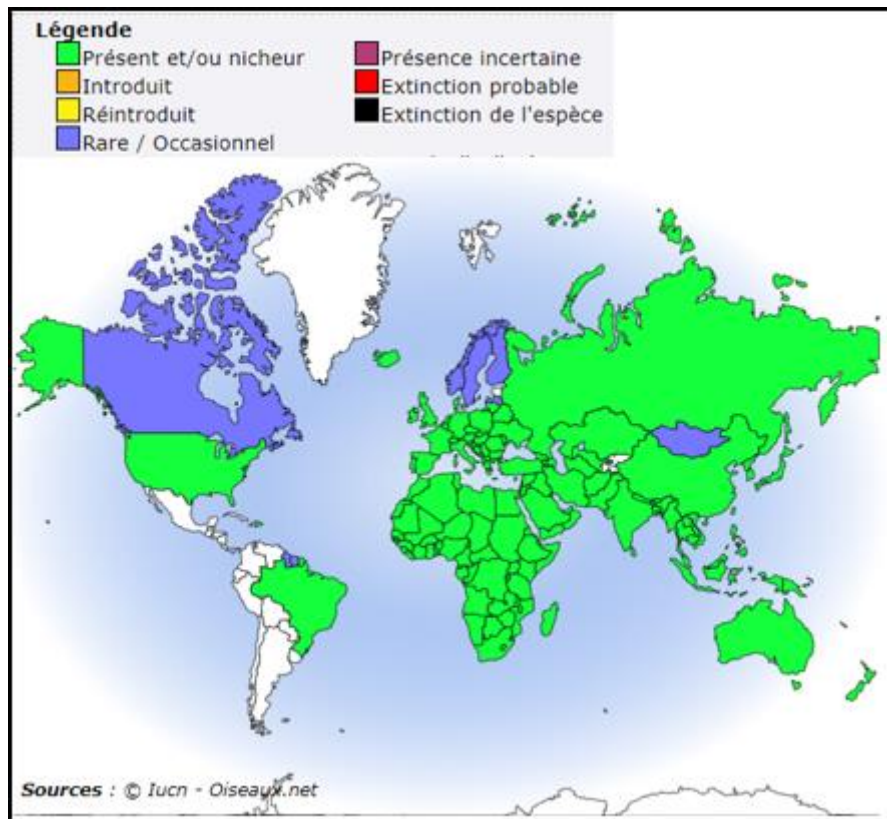 Légende
Présent et/ou nicheur
Introduit
Réintroduit
Rare / Occasionnel
Présence incertaine
Extinction probable
Extinction de l'espèce
Sources : © Iucn - Oiseaux.net